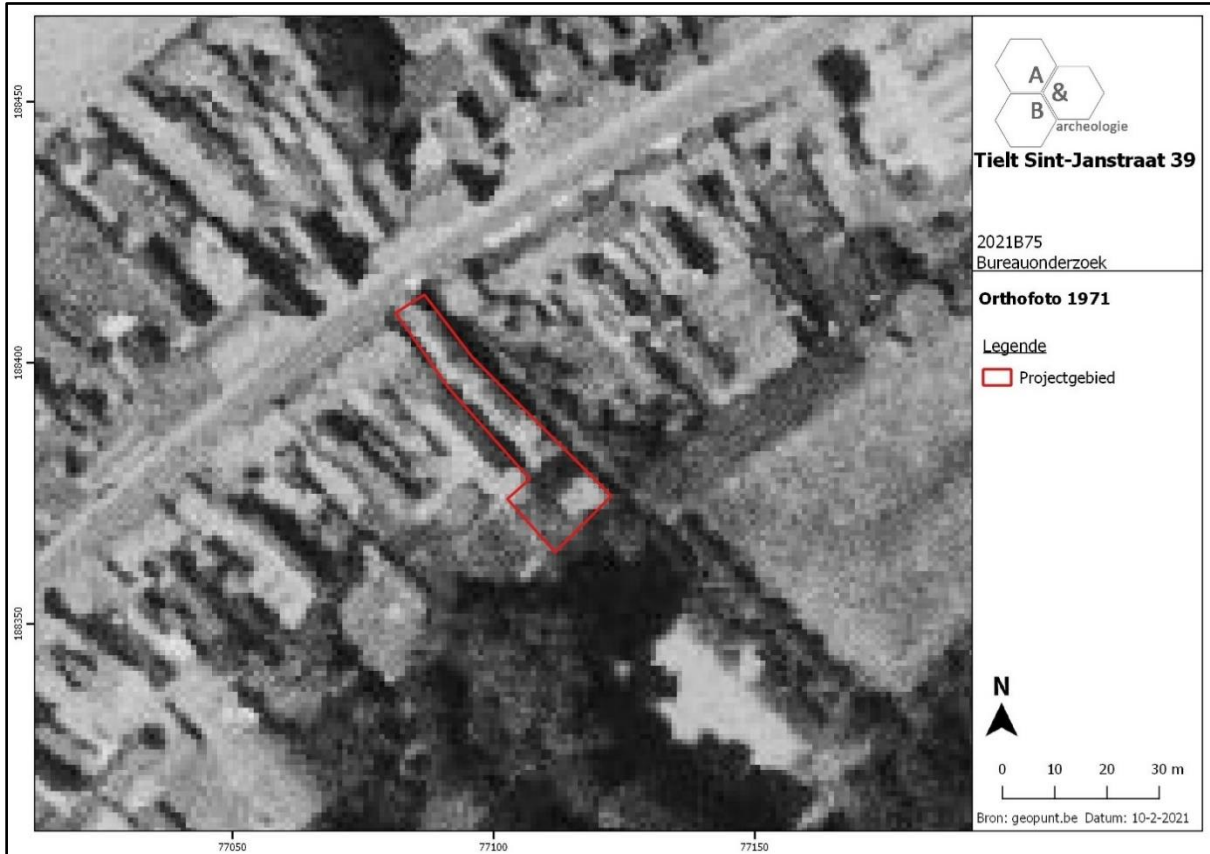 A
&
B
archeologie
Tielt Sint-Janstraat 39
2021B75
Bureauonderzoek
Orthofoto 1971
Legende
Projectgebied
N
0 10 20 30 m
Bron: geopunt.be Datum: 10-2-2021
188450
188400
188350
77050 77100 77150